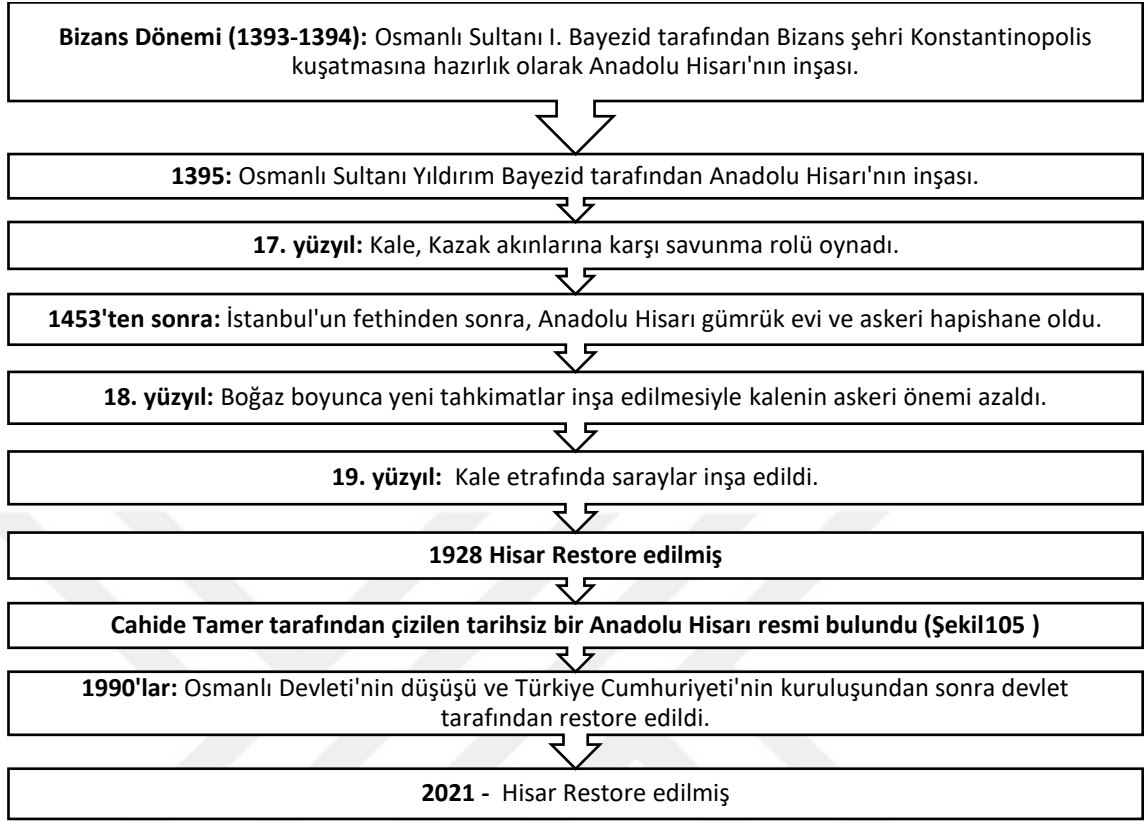 Bizans Dönemi (1393-1394): Osmanlı Sultanı I. Bayezid tarafından Bizans şehri Konstantinopolis
kuşatmasına hazırlık olarak Anadolu Hisarı'nın inşası.
1395: Osmanlı Sultanı Yıldırım Bayezid tarafından Anadolu Hisarı'nın inşası.
17. yüzyıl: Kale, Kazak akınlarına karşı savunma rolü oynadı.
1453'ten sonra: İstanbul'un fethinden sonra, Anadolu Hisarı gümrük evi ve askeri hapishane oldu.
18. yüzyıl: Boğaz boyunca yeni tahkimatlar inşa edilmesiyle kalenin askeri önemi azaldı.
19. yüzyıl: Kale etrafında saraylar inşa edildi.
1928 Hisar Restore edilmiş
Cahide Tamer tarafından çizilen tarihsiz bir Anadolu Hisarı resmi bulundu (Şekil105 )
1990'lar: Osmanlı Devleti'nin düşüşü ve Türkiye Cumhuriyeti'nin kuruluşundan sonra devlet
tarafından restore edildi.
2021 - Hisar Restore edilmiş